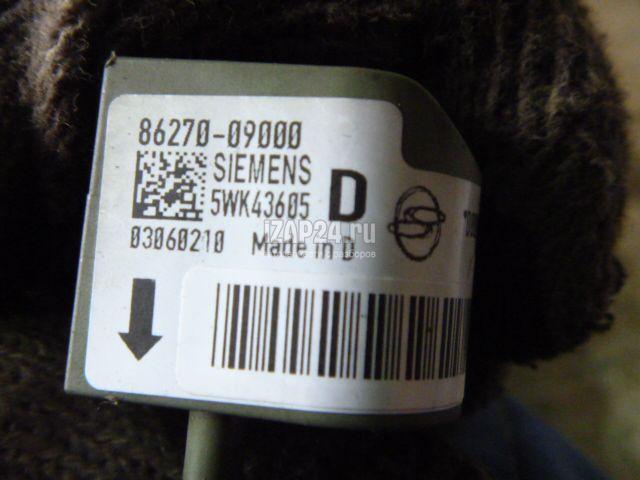 86270-09000
SIEMENS
5WK43605
D
03060210 Made in D
iZAP24.ru